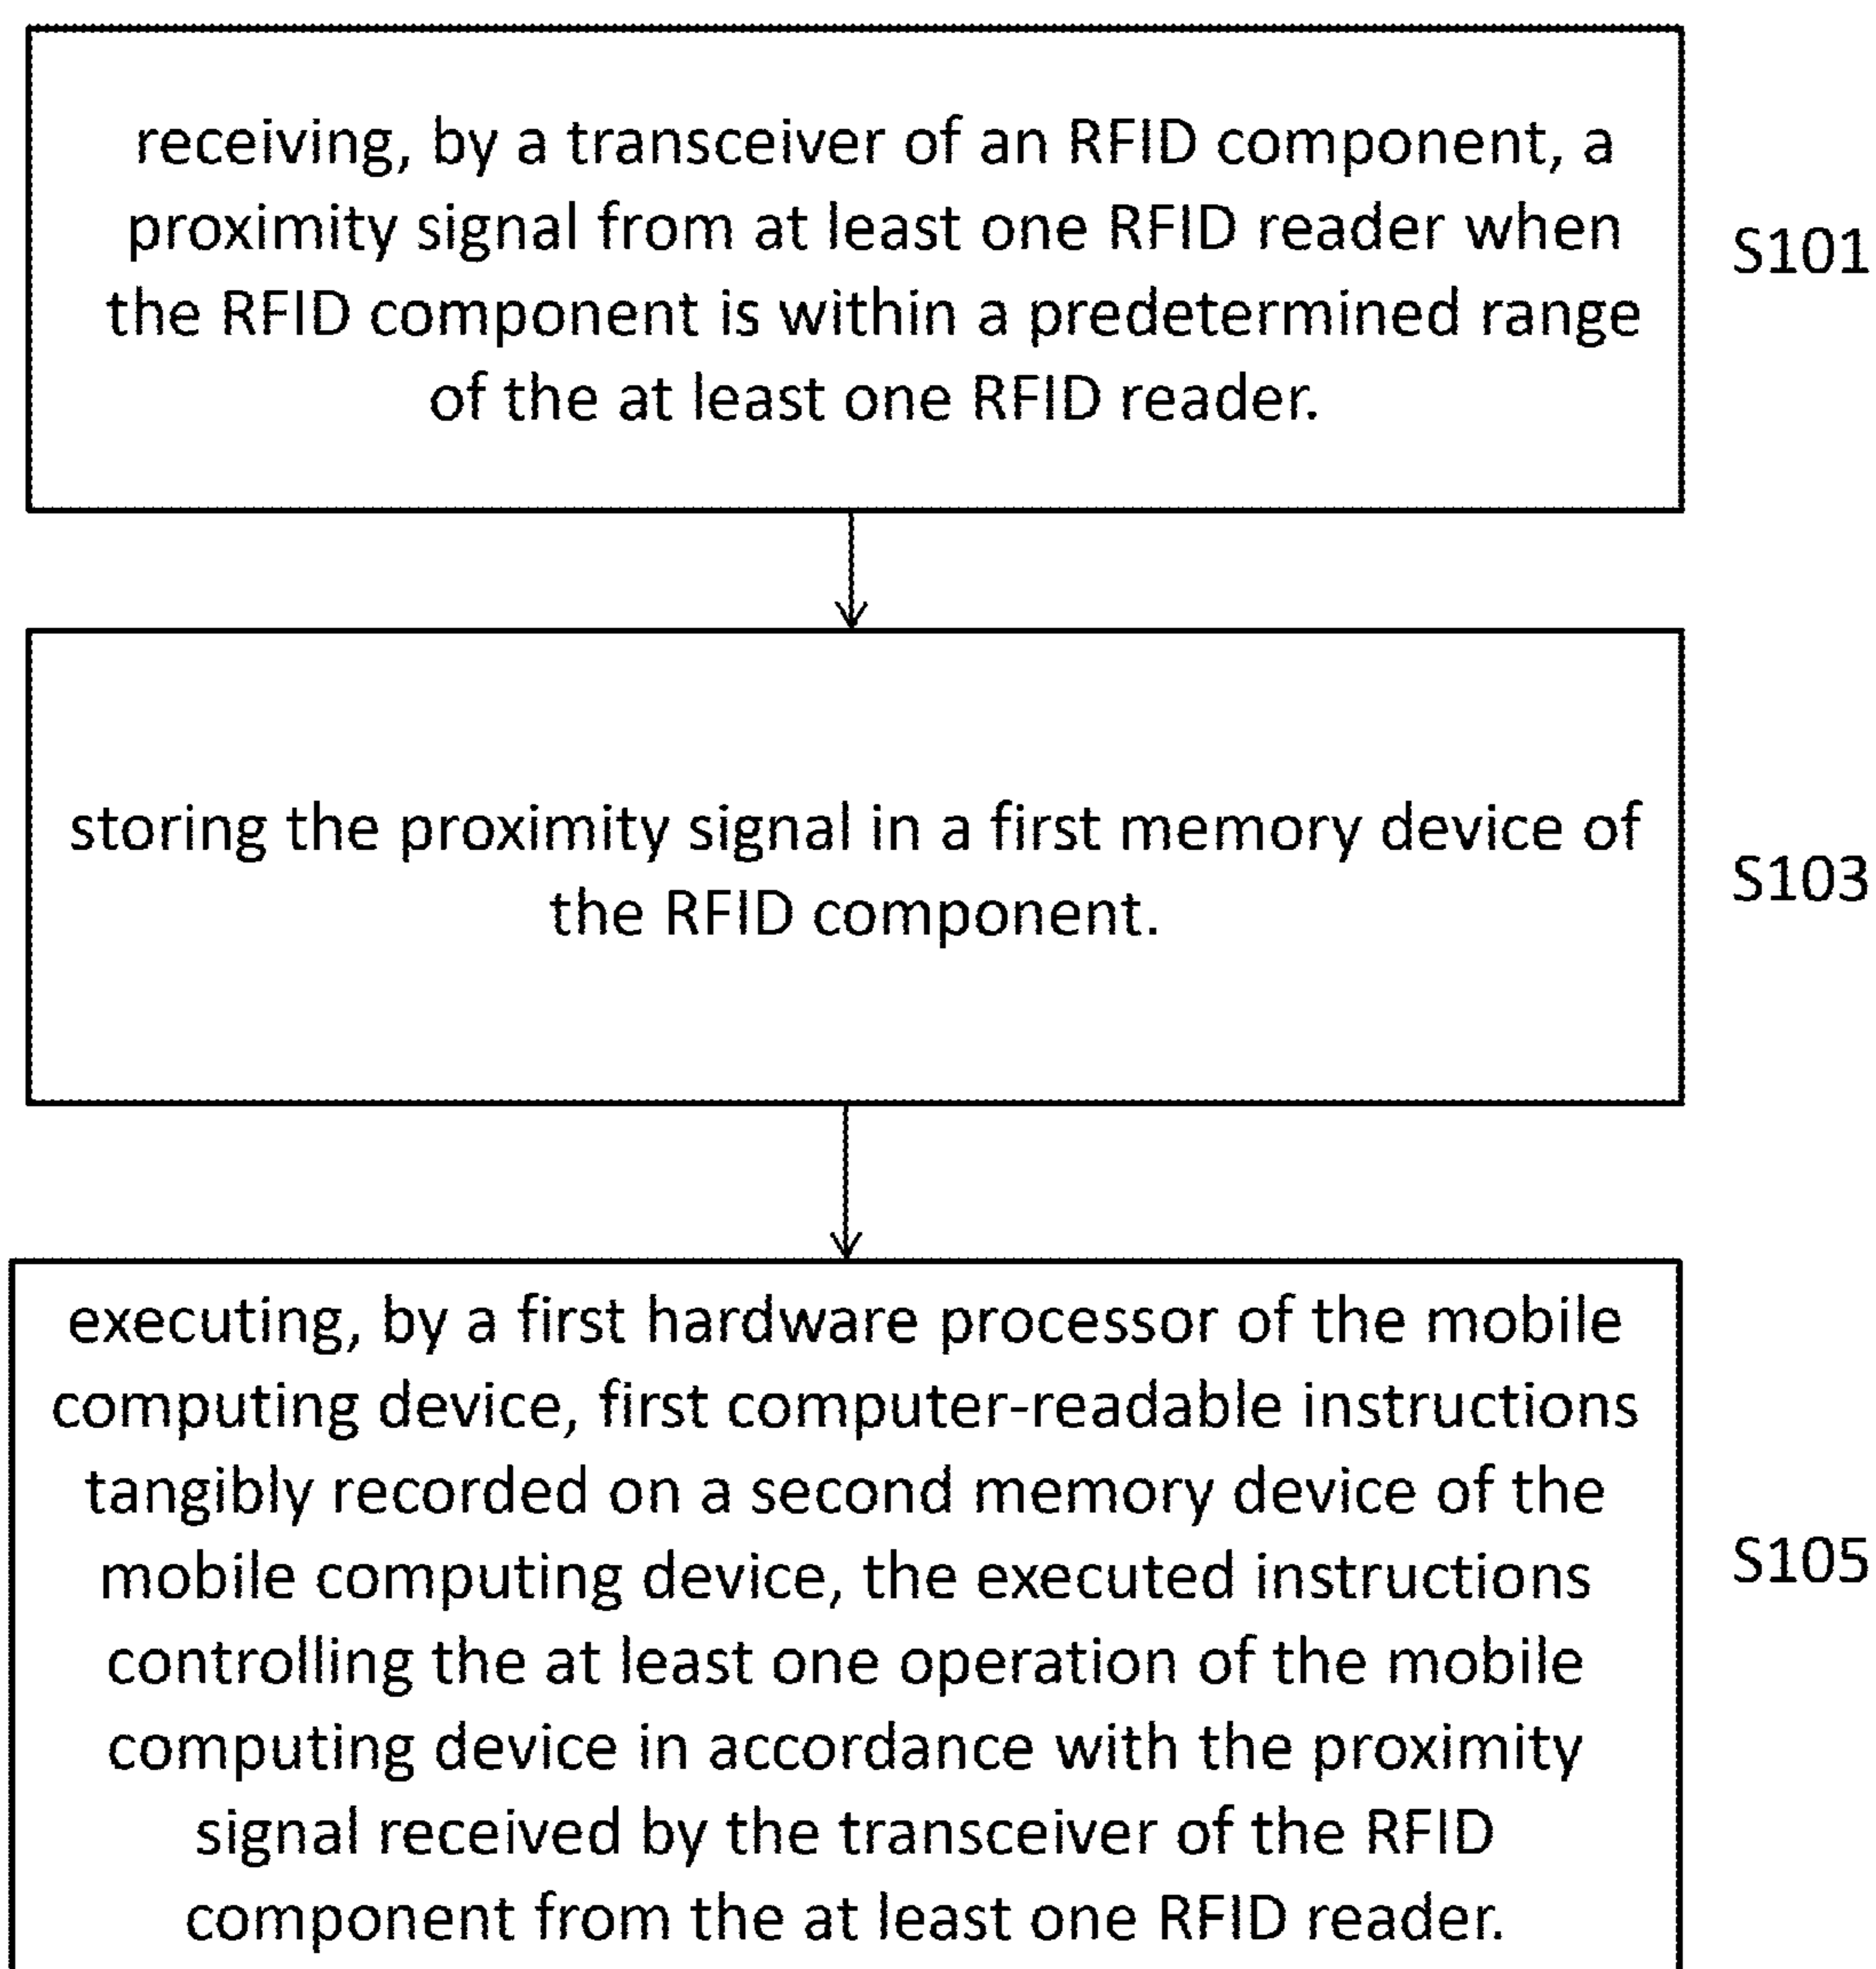 receiving, by a transceiver of an RFID component, a
proximity signal from at least one RFID reader when
the RFID component is within a predetermined range
of the at least one RFID reader.
S101
storing the proximity signal in a first memory device of
the RFID component.
S103
executing, by a first hardware processor of the mobile
computing device, first computer-readable instructions
tangibly recorded on a second memory device of the
mobile computing device, the executed instructions
controlling the at least one operation of the mobile
computing device in accordance with the proximity
signal received by the transceiver of the RFID
component from the at least one RFID reader.
S105